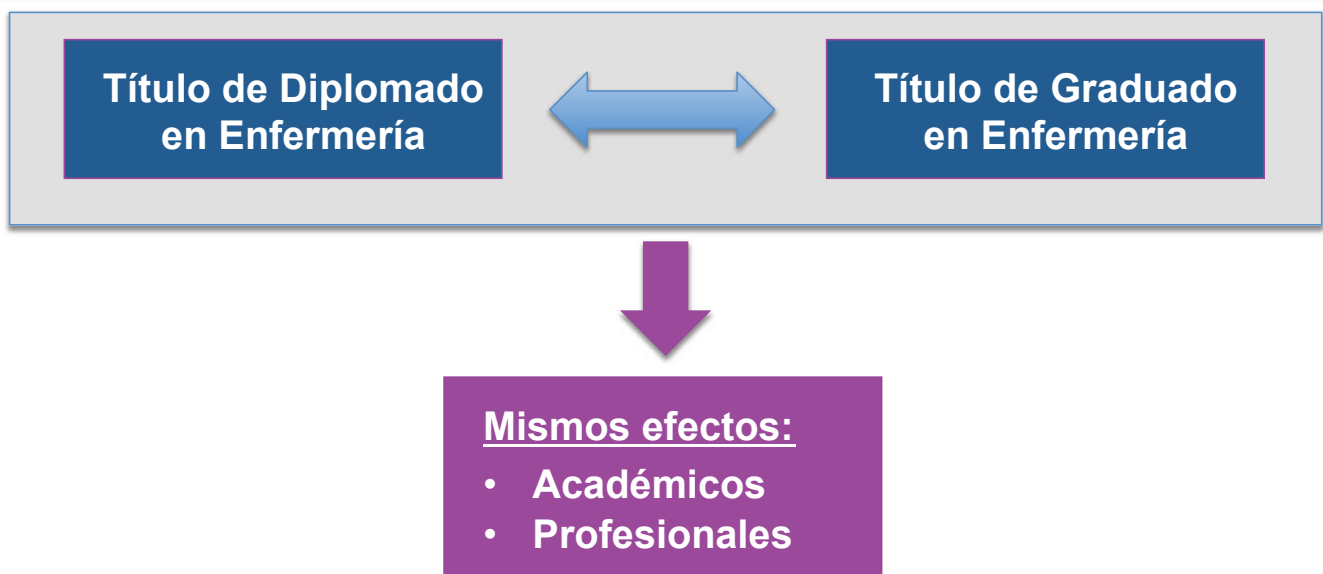 Título de Diplomado
en Enfermería
Título de Graduado
en Enfermería
Mismos efectos:
• Académicos
• Profesionales